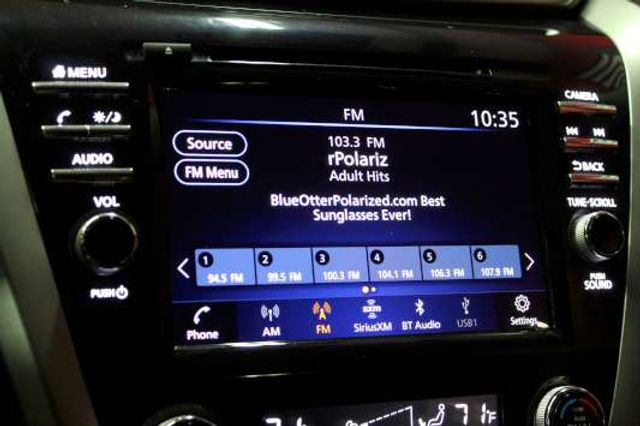 MENU
AUDIO
VOL
PUSH
FM
10:35
Source
FM Menu
103.3 FM
rPolariz
Adult Hits
BlueOtterPolarized.com Best
Sunglasses Ever!
1 2 3 4 5 6
94.5 FM 99.5 FM 100.3 FM 104.1 FM 106.3 FM 107.9 FM
Phone AM FM SiriusXM BT Audio USB1 Settings
sxm
CAMERA
BACK
TUNE·SCROLL
PUSH
SOUND
71°F